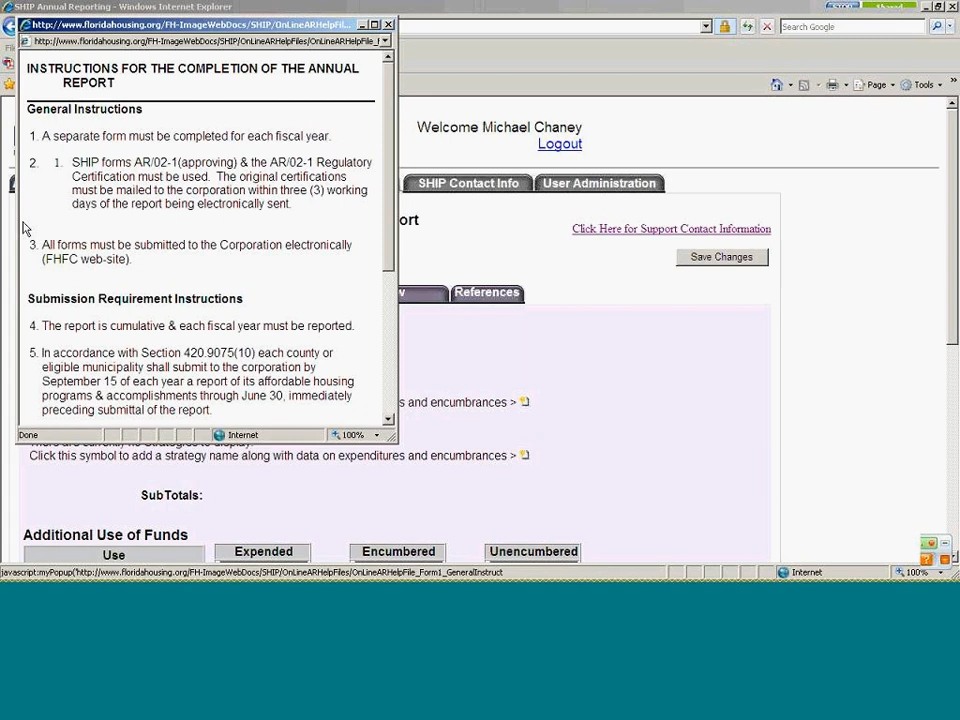 SHIP Annual Reporting - Windows Internet Explorer
http://www.floridahousing.org/FH-ImageWebDocs/SHIP/OnLineARHelpFiles/OnLineARHelpFil...
http://www.floridahousing.org/FH-ImageWebDocs/SHIP/OnLineARHelpFiles/OnLineARHelpFile_
Search Google
Page
Tools
INSTRUCTIONS FOR THE COMPLETION OF THE ANNUAL
REPORT
General Instructions
1. A separate form must be completed for each fiscal year.
2. 1. SHIP forms AR/02-1(approving) & the AR/02-1 Regulatory
Certification must be used. The original certifications
must be mailed to the corporation within three (3) working
days of the report being electronically sent.
3. All forms must be submitted to the Corporation electronically
(FHFC web-site).
Submission Requirement Instructions
4. The report is cumulative & each fiscal year must be reported.
5. In accordance with Section 420.9075(10) each county or
eligible municipality shall submit to the corporation by
September 15 of each year a report of its affordable housing
programs & accomplishments through June 30, immediately
preceding submittal of the report.
Done
Internet
100%
Welcome Michael Chaney
Logout
SHIP Contact Info
User Administration
ort
Click Here for Support Contact Information
Save Changes
w
References
s and encumbrances >
There are currently no Strategies to display.
Click this symbol to add a strategy name along with data on expenditures and encumbrances >
SubTotals:
Additional Use of Funds
Use
Expended
Encumbered
Unencumbered
javascript:myPopup('http://www.floridahousing.org/FH-ImageWebDocs/SHIP/OnLineARHelpFiles/OnLineARHelpFile_Form1_GeneralInstruct
Internet
100%